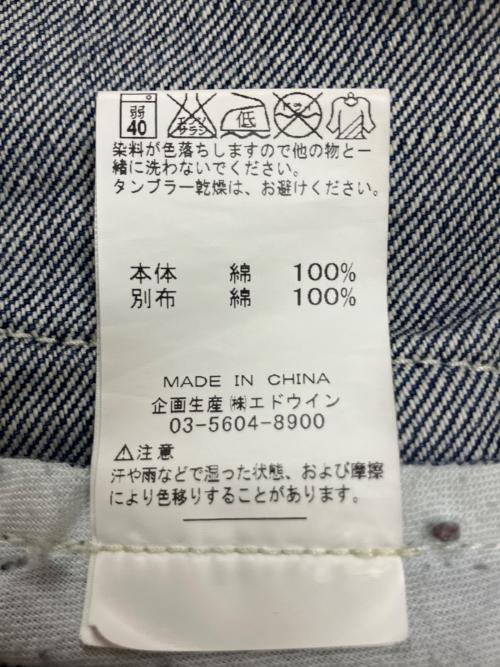 弱
40
エンソ
サラシ
低
ドライ
染料が色落ちしますので他の物と一
緒に洗わないでください。
タンブラー乾燥は、お避けください。
本体 綿 100%
別布 綿 100%
MADE IN CHINA
企画生産 ㈱エドウイン
03-5604-8900
⚠注意
汗や雨などで湿った状態、および摩擦
により色移りすることがあります。